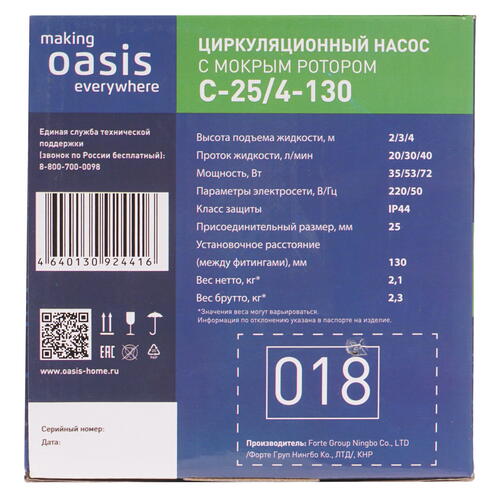 making
oasis
everywhere
ЦИРКУЛЯЦИОННЫЙ НАСОС
С МОКРЫМ РОТОРОМ
С-25/4-130
Единая служба технической
поддержки
(звонок по России бесплатный):
8-800-700-0098
4640130924416
EAC
PAP
www.oasis-home.ru
Серийный номер:
Дата:
Высота подъема жидкости, м 2/3/4
Проток жидкости, л/мин 20/30/40
Мощность, Вт 35/53/72
Параметры электросети, В/Гц 220/50
Класс защиты IP44
Присоединительный размер, мм 25
Установочное расстояние
(между фитингами), мм 130
Вес нетто, кг* 2,1
Вес брутто, кг* 2,3
*Значения веса могут варьироваться.
Информация по отклонению указана в паспорте на изделие.
018
Производитель: Forte Group Ningbo Co., LTD
/Форте Груп Нингбо Ко., ЛТД/, КНР